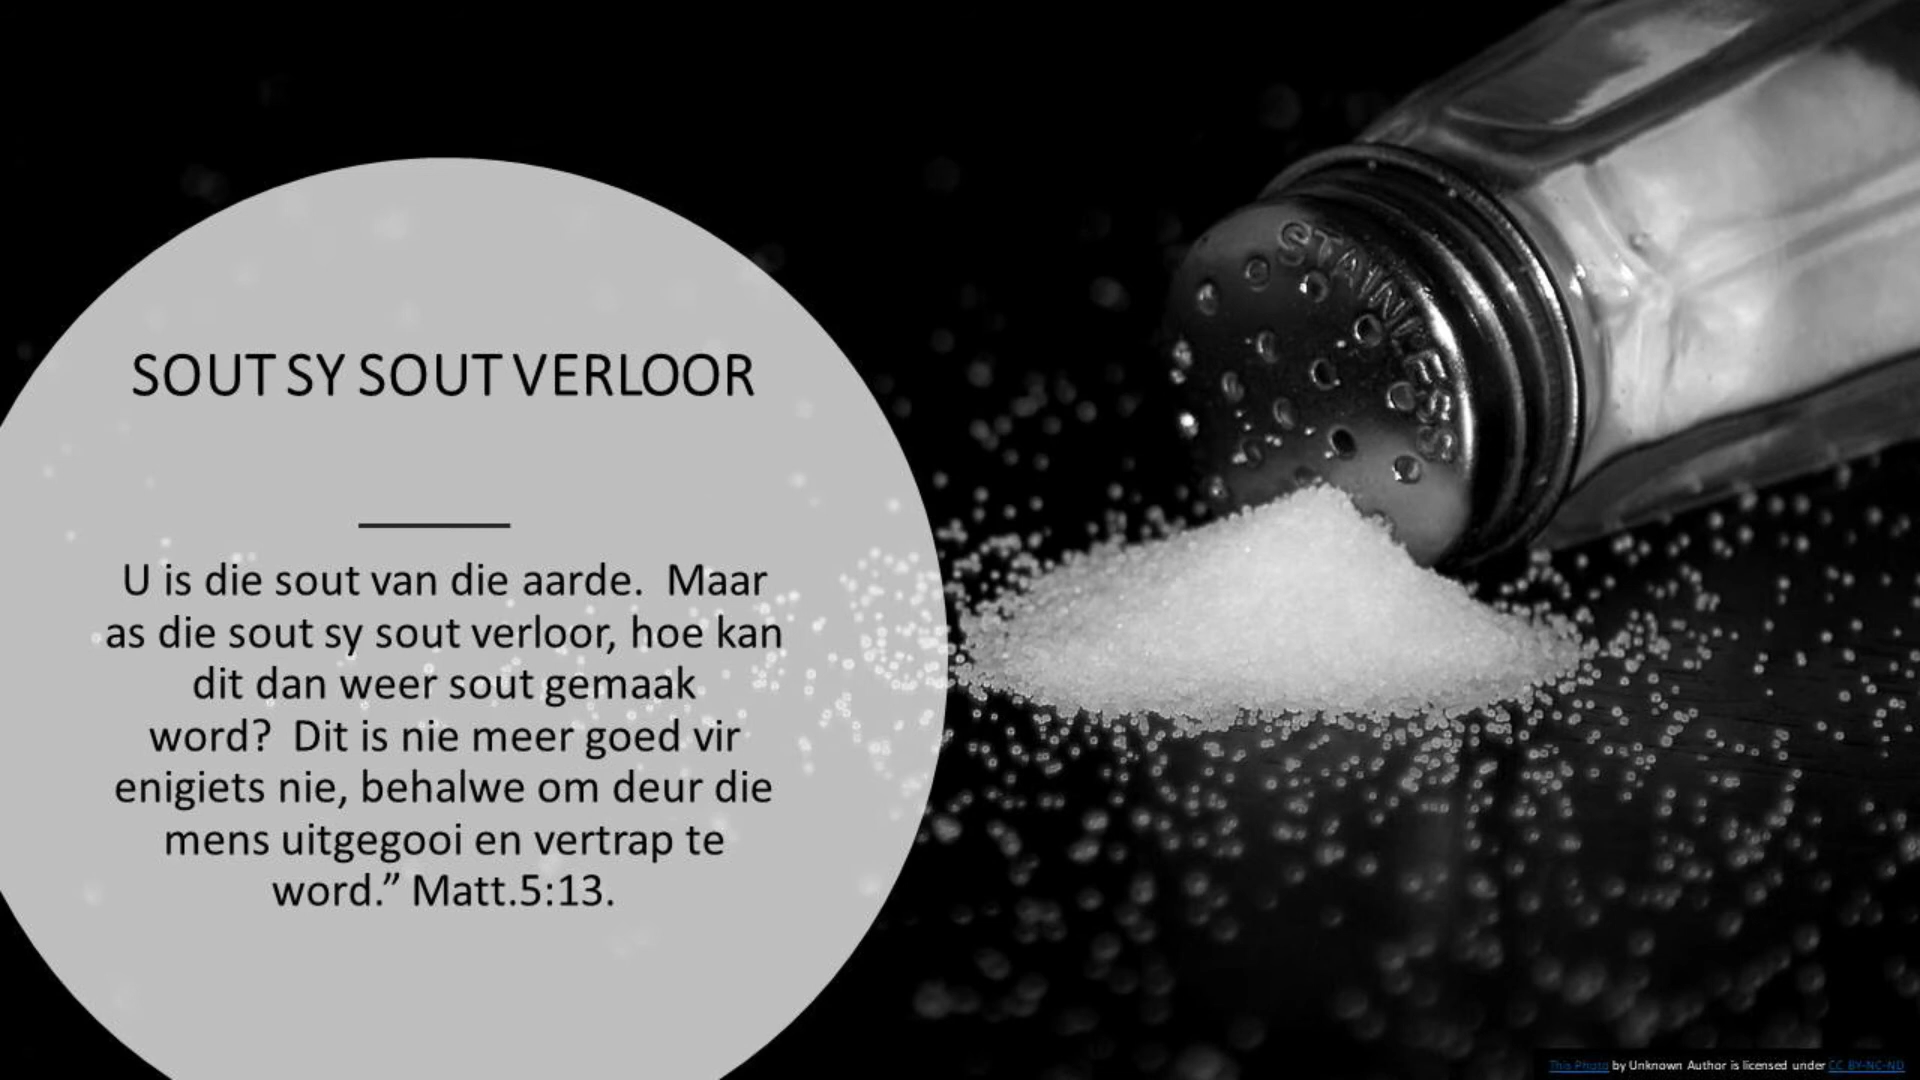 SOUT SY SOUT VERLOOR
U is die sout van die aarde.  Maar
as die sout sy sout verloor, hoe kan
dit dan weer sout gemaak
word?  Dit is nie meer goed vir
enigiets nie, behalwe om deur die
mens uitgegooi en vertrap te
word.” Matt.5:13.
STAINLESS
This Photo by Unknown Author is licensed under CC BY-NC-ND